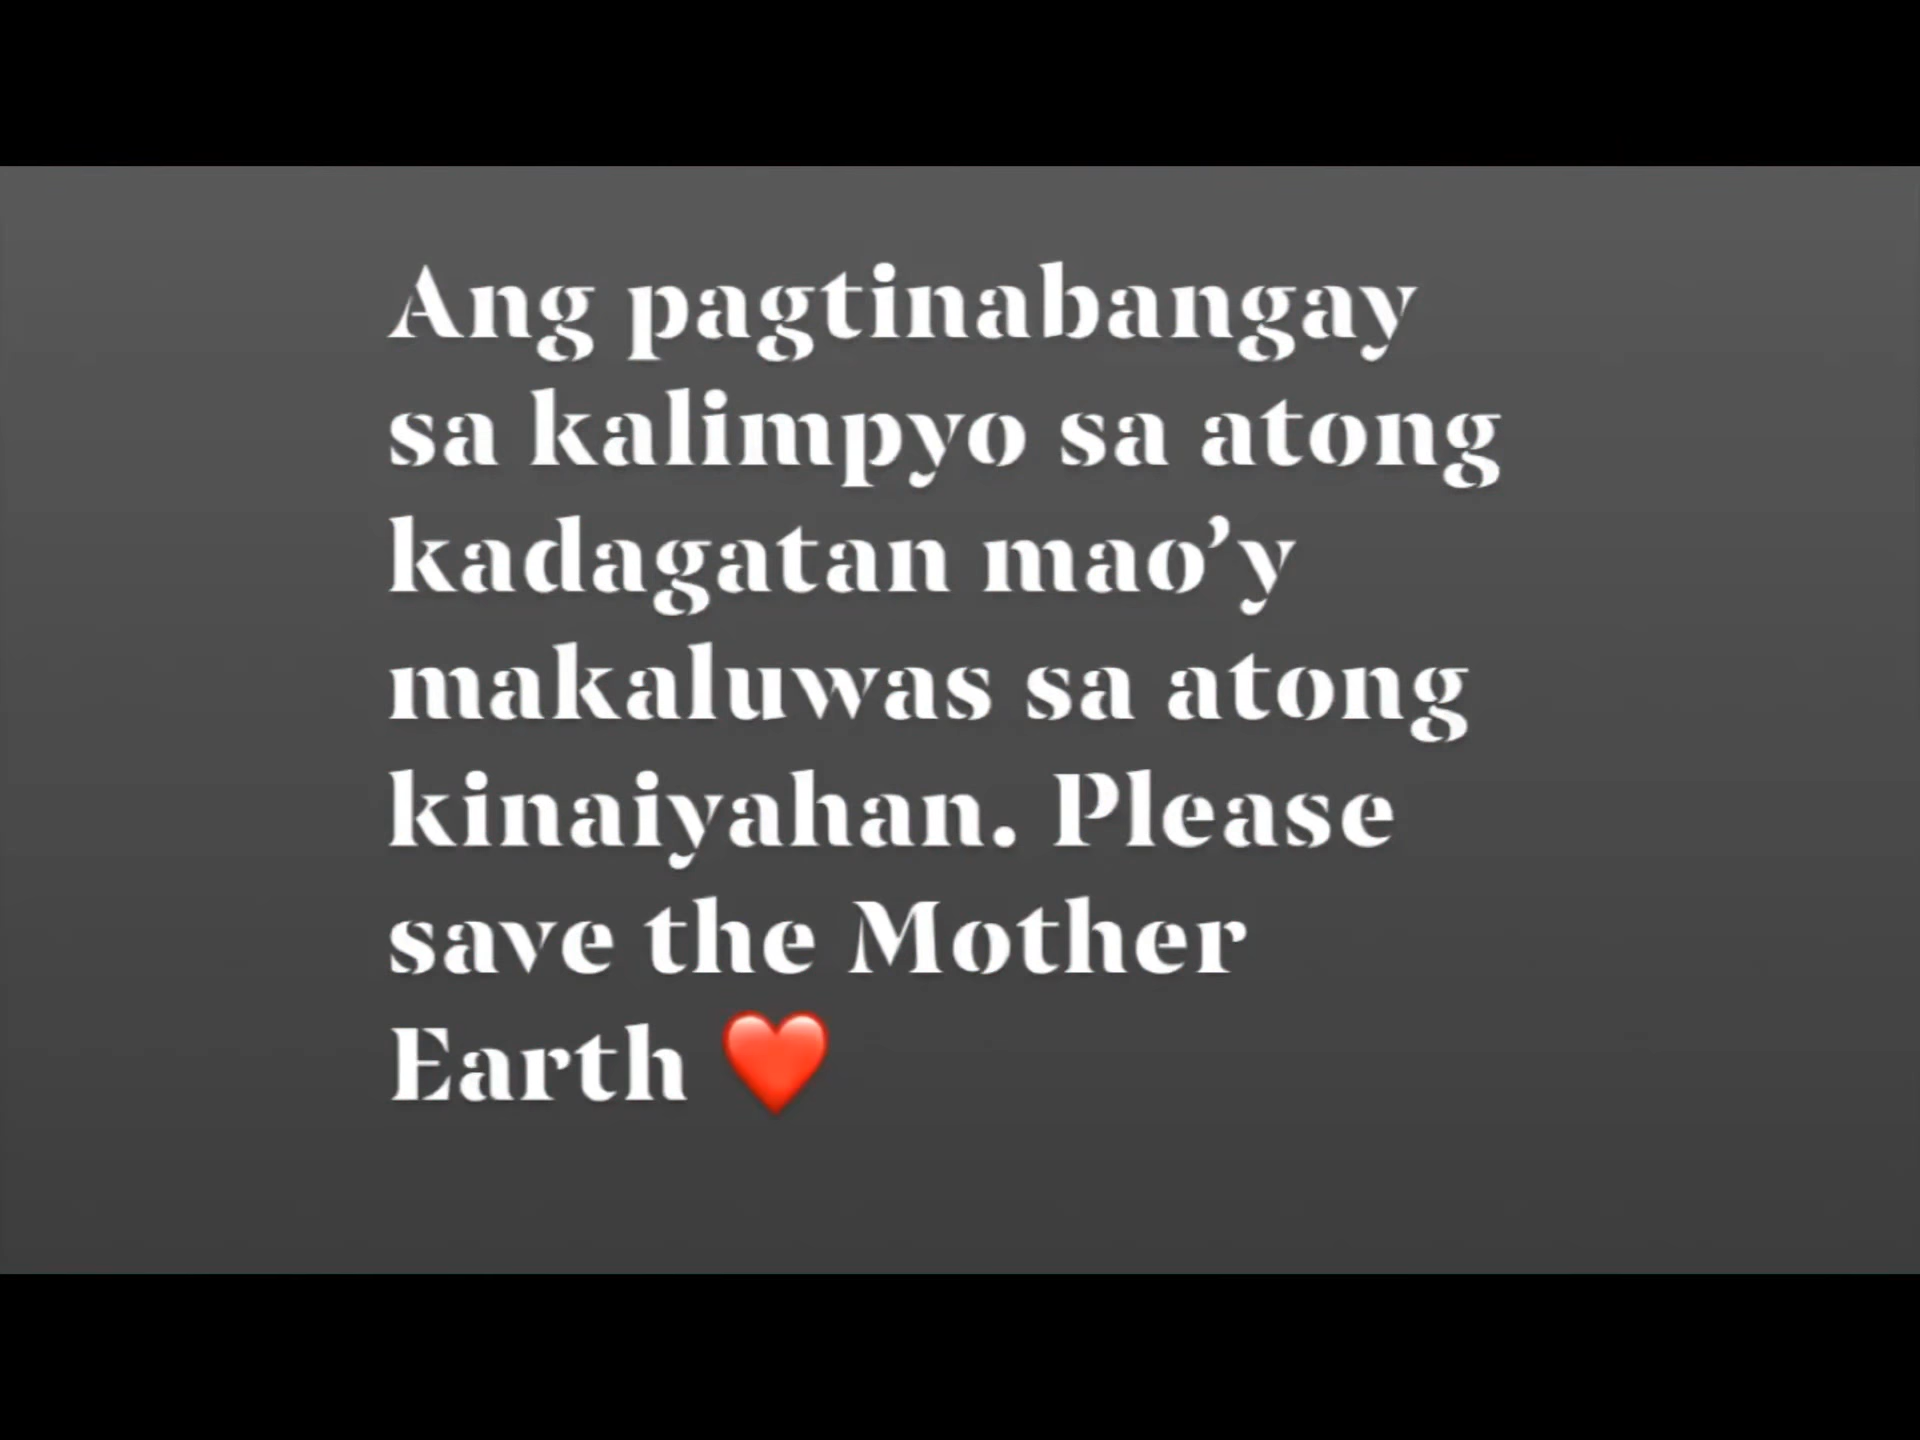 Ang pagtinabangay
sa kalimpyo sa atong
kadagatan mao’y
makaluwas sa atong
kinaiyahan. Please
save the Mother
Earth ❤️